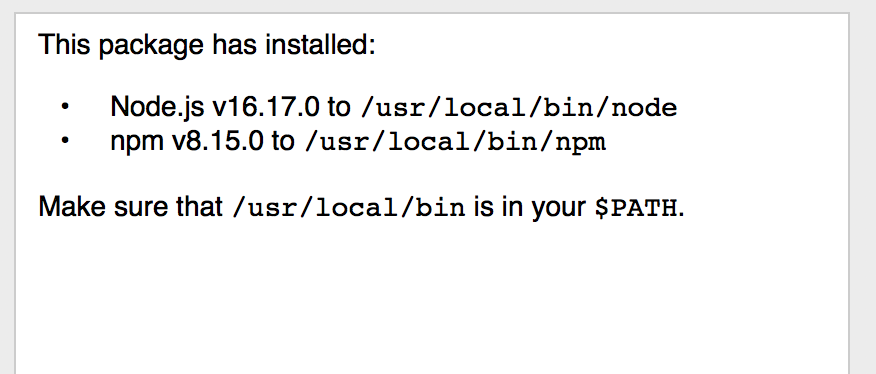 This package has installed:
• Node.js v16.17.0 to /usr/local/bin/node
• npm v8.15.0 to /usr/local/bin/npm
Make sure that /usr/local/bin is in your $PATH.